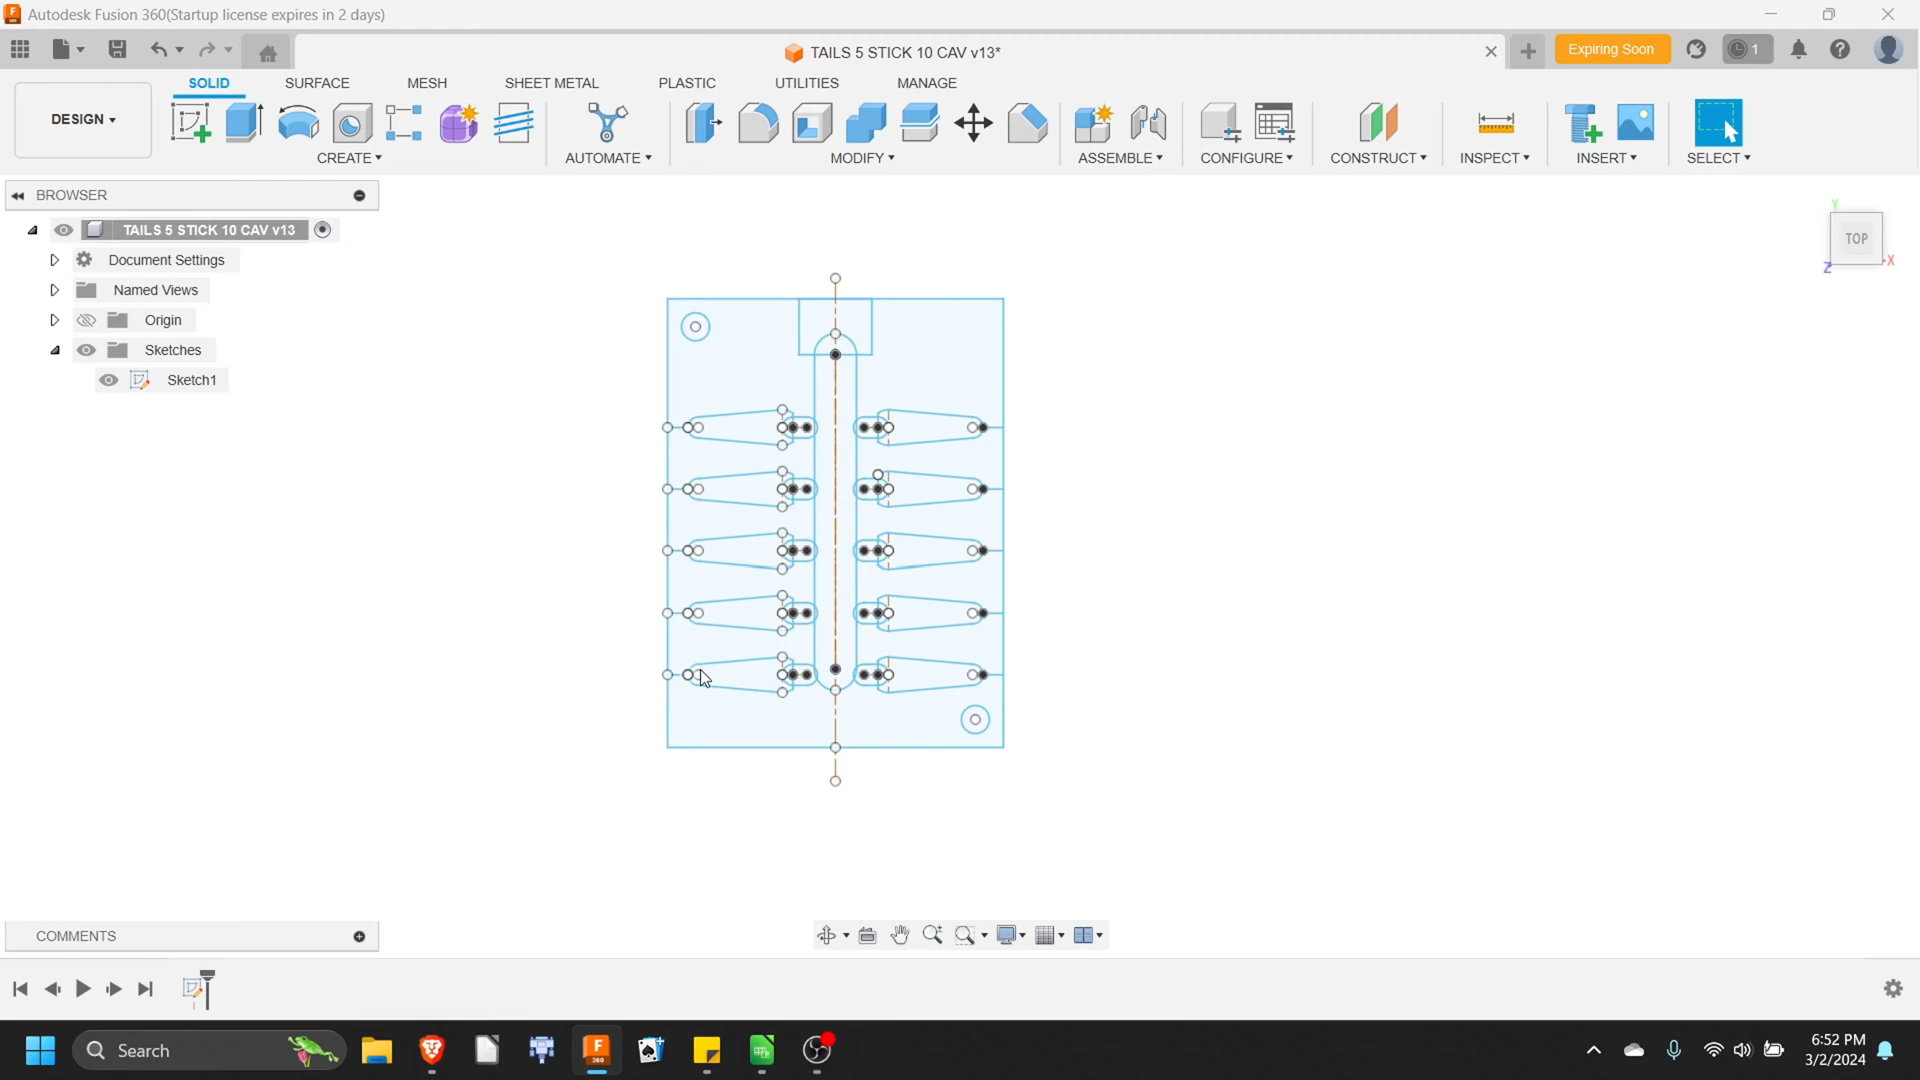 Autodesk Fusion 360(Startup license expires in 2 days)
TAILS 5 STICK 10 CAV v13*
Expiring Soon
1
SOLID SURFACE MESH SHEET METAL PLASTIC UTILITIES MANAGE
DESIGN
CREATE AUTOMATE MODIFY ASSEMBLE CONFIGURE CONSTRUCT INSPECT INSERT SELECT
BROWSER
TAILS 5 STICK 10 CAV v13
Document Settings
Named Views
Origin
Sketches
Sketch1
Y
TOP
X
Z
COMMENTS
Search
6:52 PM
3/2/2024